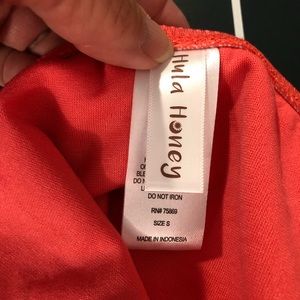 Hula Honey
DO NOT IRON
RN# 75869
SIZE S
MADE IN INDONESIA